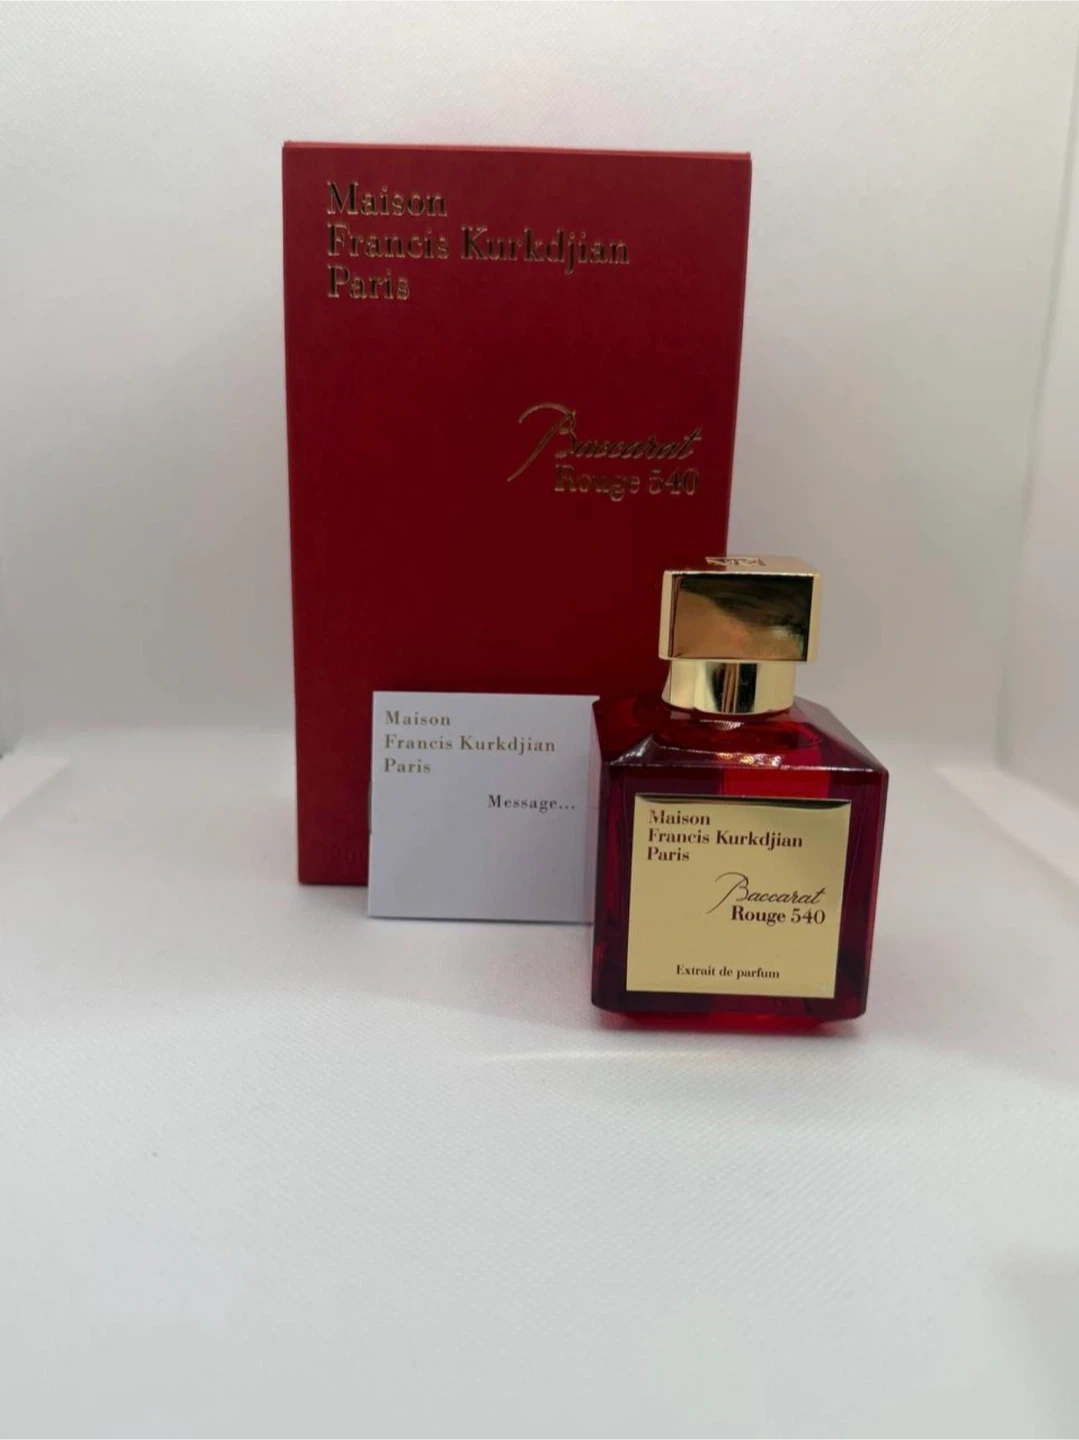 Maison
Francis Kurkdjian
Paris
Baccarat
Rouge 540
Maison
Francis Kurkdjian
Paris
Message...
Maison
Francis Kurkdjian
Paris
Baccarat
Rouge 540
Extrait de parfum